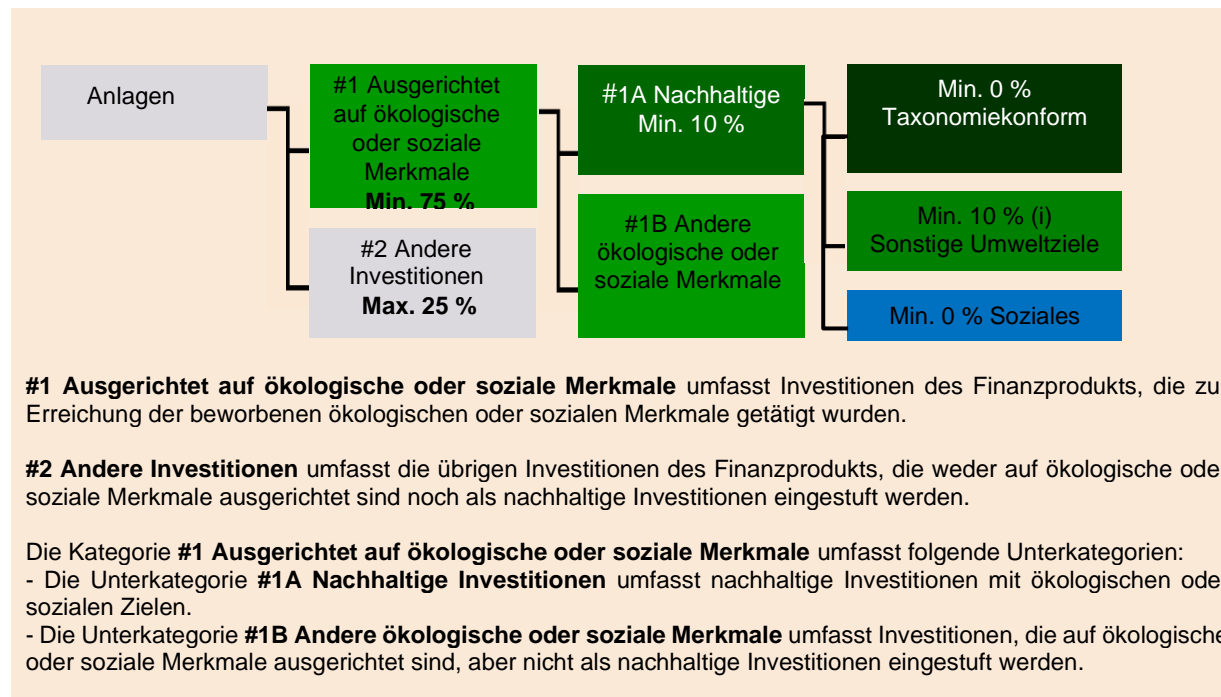 Anlagen
#1 Ausgerichtet
auf ökologische
oder soziale
Merkmale
Min. 75 %
#2 Andere
Investitionen
Max. 25 %
#1A Nachhaltige
Min. 10 %
#1B Andere
ökologische oder
soziale Merkmale
Min. 0 %
Taxonomiekonform
Min. 10 % (i)
Sonstige Umweltziele
Min. 0 % Soziales
#1 Ausgerichtet auf ökologische oder soziale Merkmale umfasst Investitionen des Finanzprodukts, die zu
Erreichung der beworbenen ökologischen oder sozialen Merkmale getätigt wurden.
#2 Andere Investitionen umfasst die übrigen Investitionen des Finanzprodukts, die weder auf ökologische ode
soziale Merkmale ausgerichtet sind noch als nachhaltige Investitionen eingestuft werden.
Die Kategorie #1 Ausgerichtet auf ökologische oder soziale Merkmale umfasst folgende Unterkategorien:
- Die Unterkategorie #1A Nachhaltige Investitionen umfasst nachhaltige Investitionen mit ökologischen ode
sozialen Zielen.
- Die Unterkategorie #1B Andere ökologische oder soziale Merkmale umfasst Investitionen, die auf ökologische
oder soziale Merkmale ausgerichtet sind, aber nicht als nachhaltige Investitionen eingestuft werden.